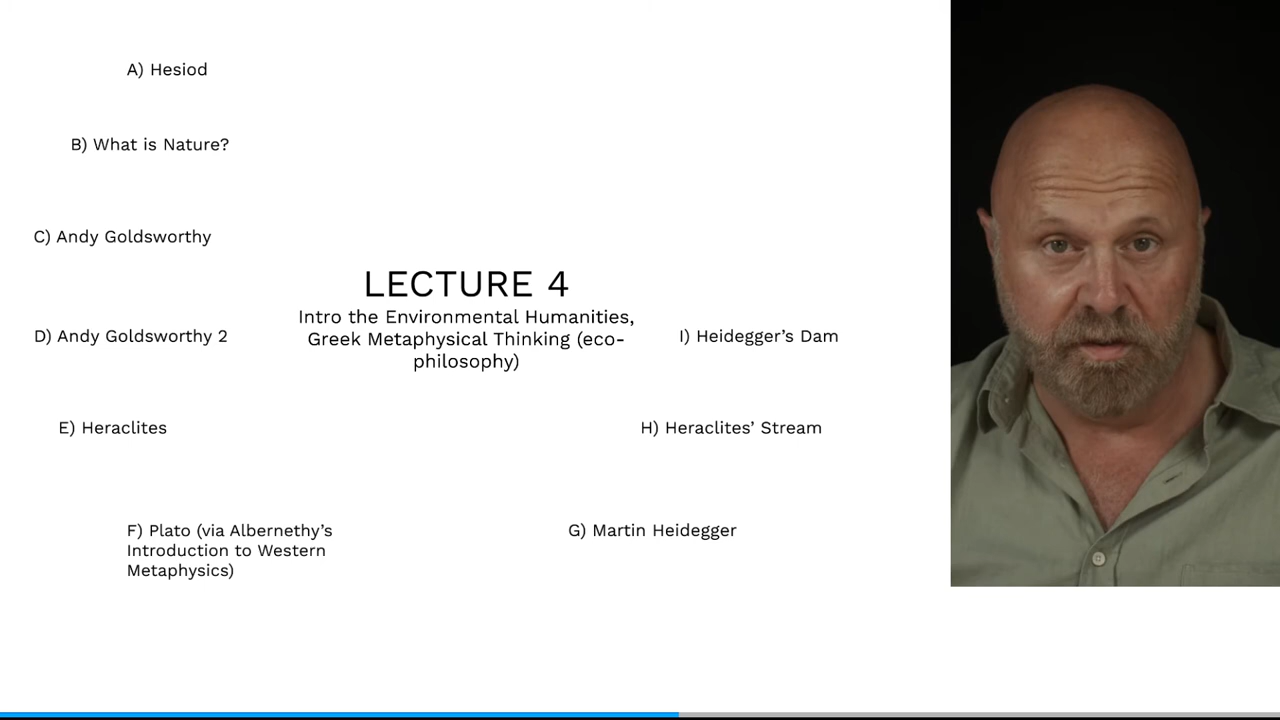 A) Hesiod
B) What is Nature?
C) Andy Goldsworthy
LECTURE 4
Intro the Environmental Humanities,
Greek Metaphysical Thinking (eco-
philosophy)
D) Andy Goldsworthy 2
I) Heidegger’s Dam
E) Heraclites
H) Heraclites’ Stream
F) Plato (via Albernethy’s
Introduction to Western
Metaphysics)
G) Martin Heidegger